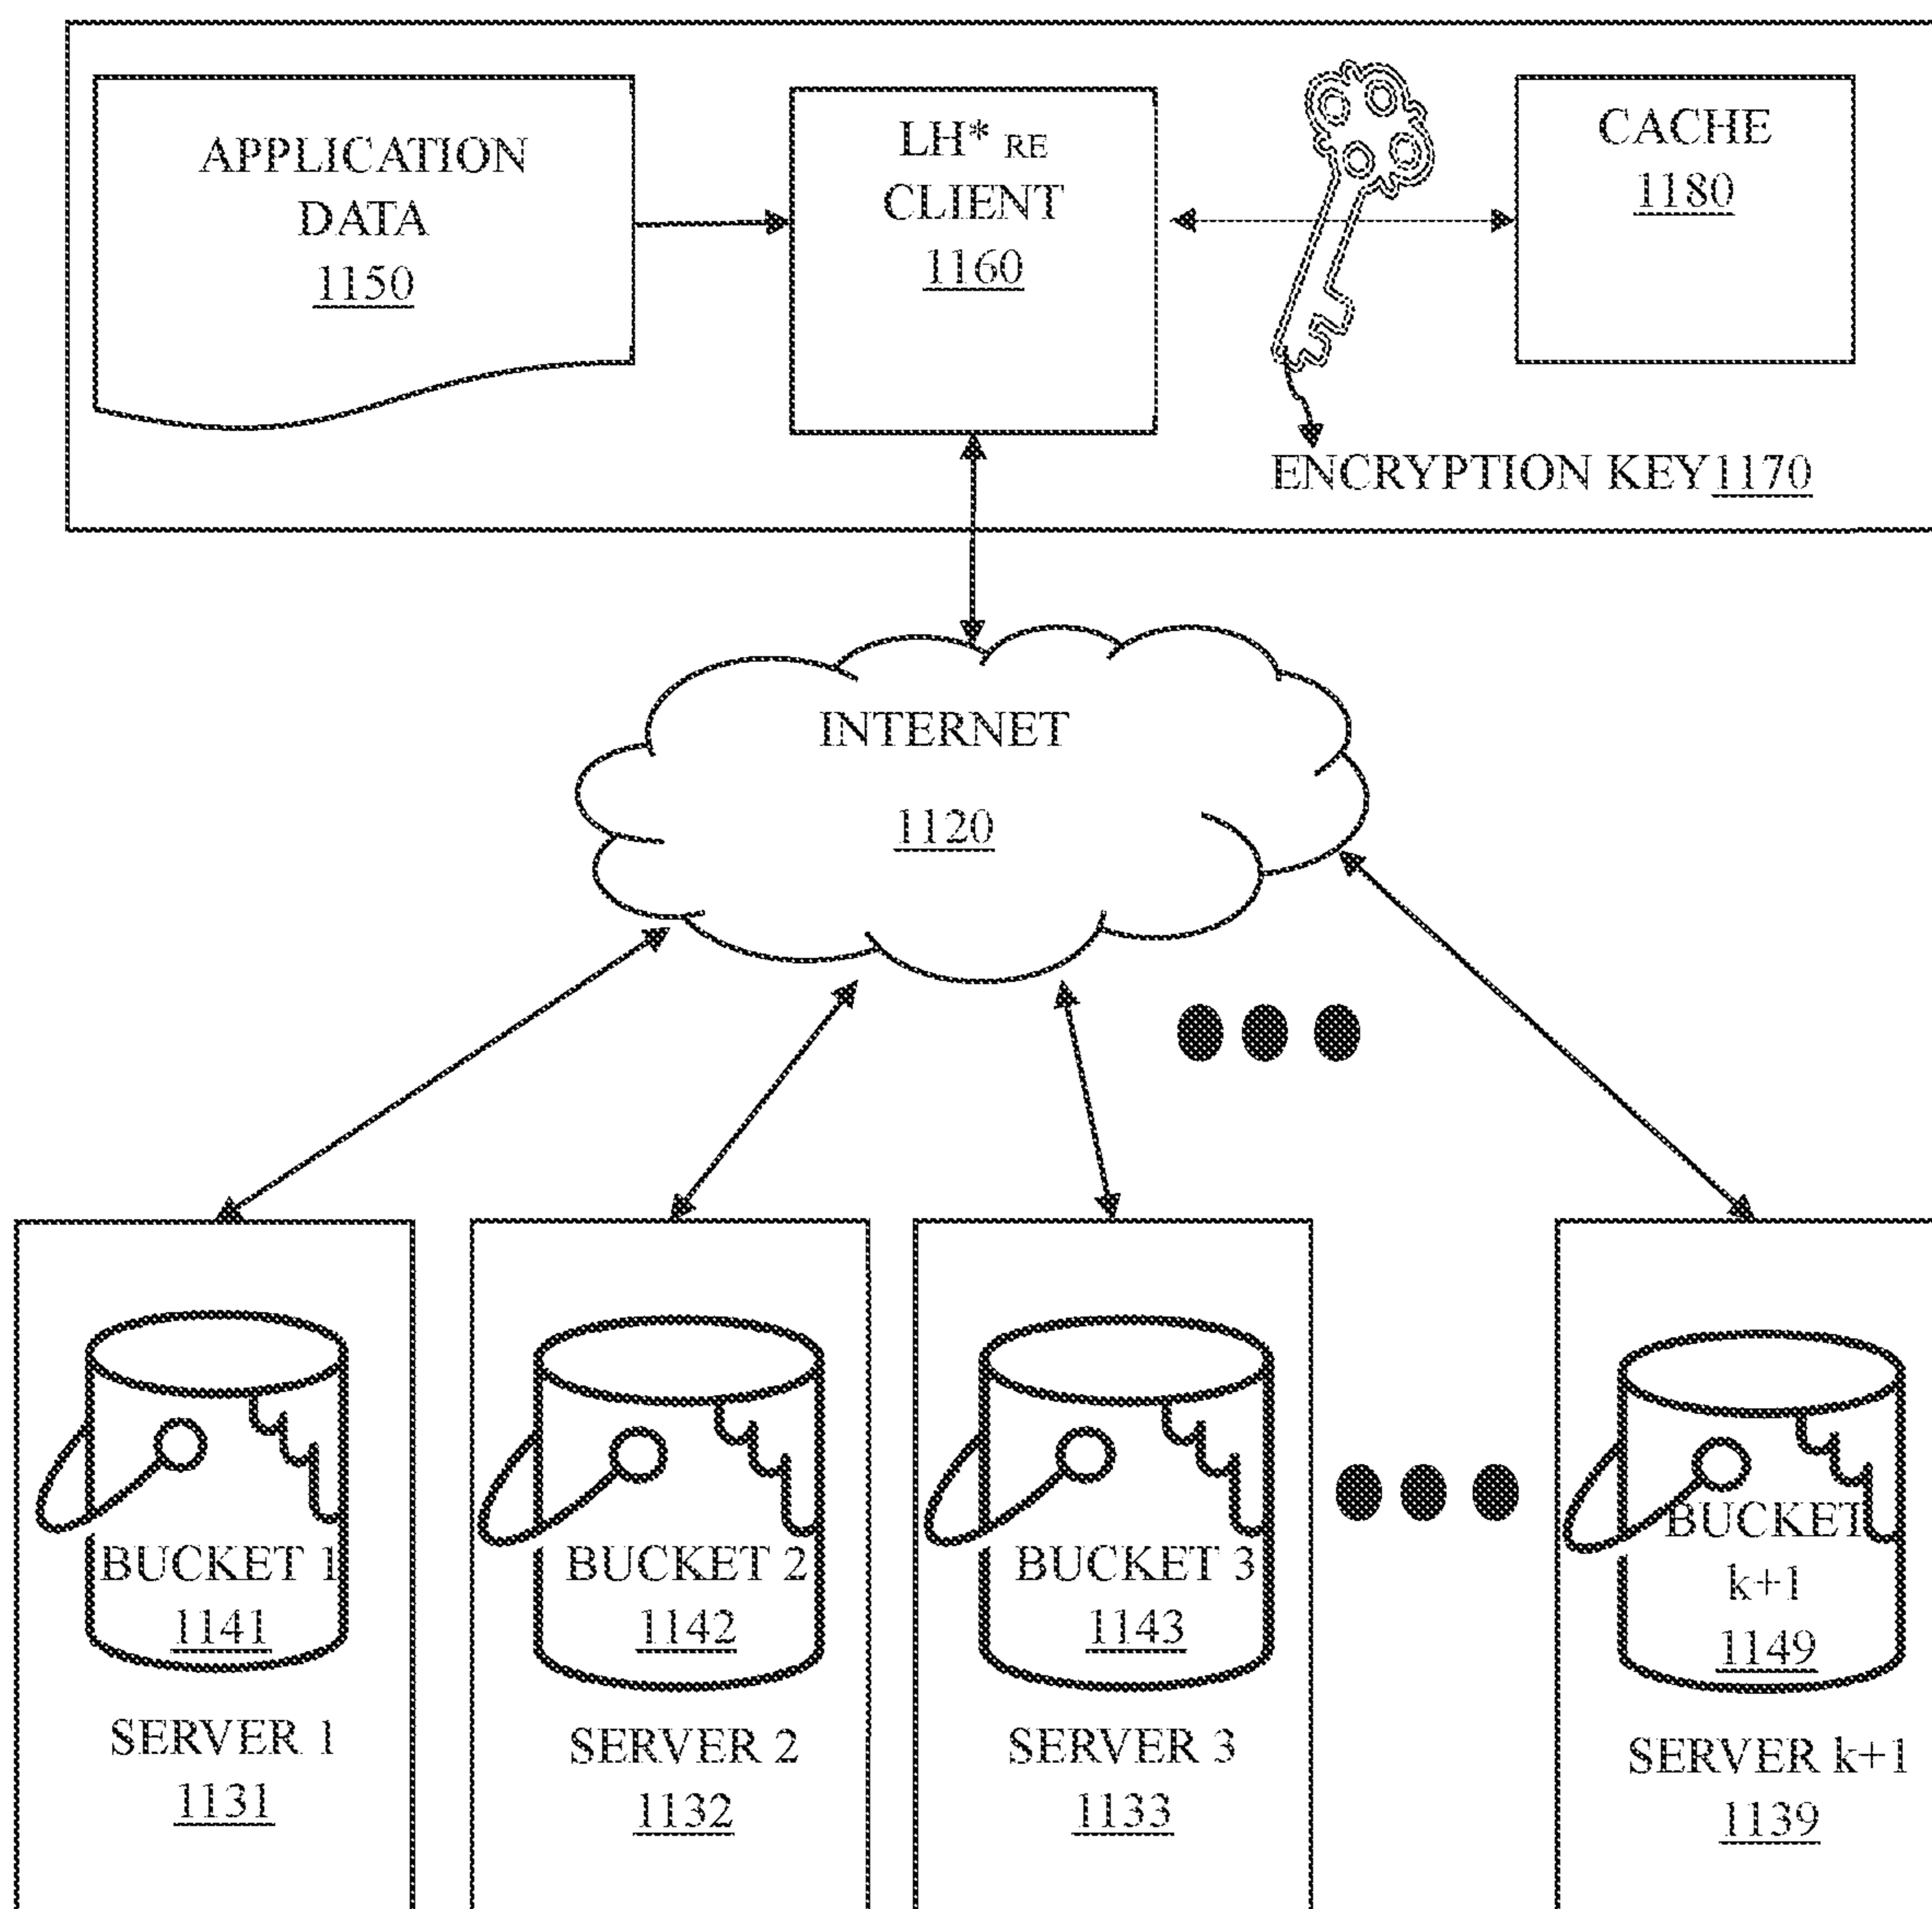 APPLICATION
DATA
1150
LH* RE
CLIENT
1160
CACHE
1180
ENCRYPTION KEY 1170
INTERNET
1120
BUCKET 1
1141
SERVER 1
1131
BUCKET 2
1142
SERVER 2
1132
BUCKET 3
1143
SERVER 3
1133
BUCKET
k+1
1149
SERVER k+1
1139